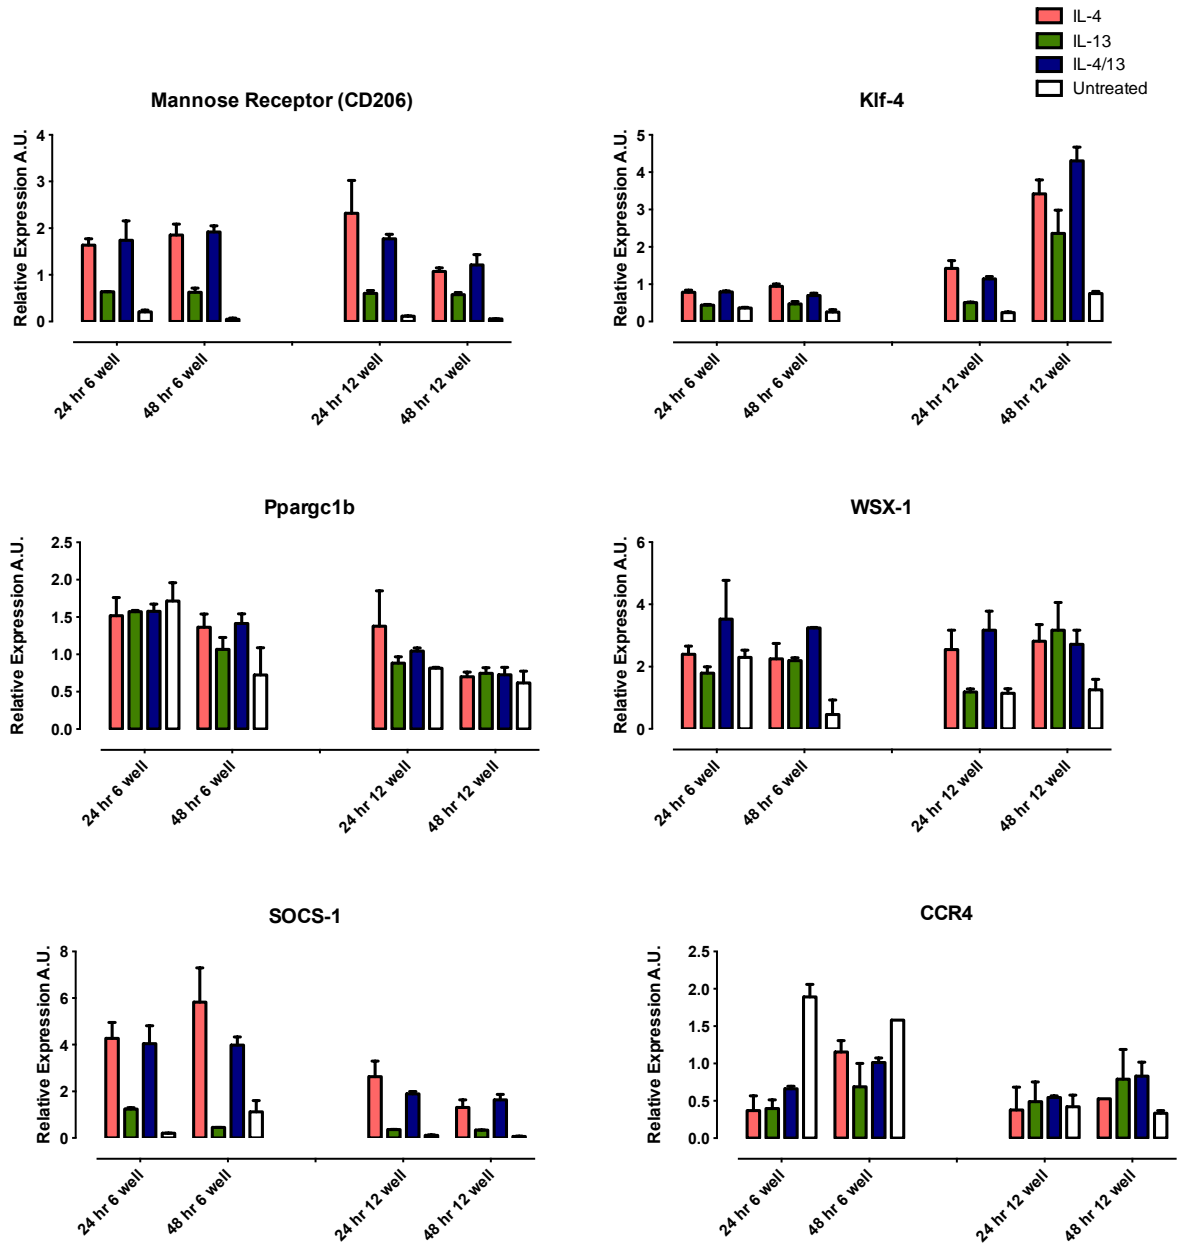 IL-4
IL-13
IL-4/13
Untreated
Mannose Receptor (CD206)
Relative Expression A.U.
4
3
2
1
0
24 hr 6 well
48 hr 6 well
24 hr 12 well
48 hr 12 well
Klf-4
Relative Expression A.U.
5
4
3
2
1
0
24 hr 6 well
48 hr 6 well
24 hr 12 well
48 hr 12 well
Ppargc1b
Relative Expression A.U.
2.5
2.0
1.5
1.0
0.5
0.0
24 hr 6 well
48 hr 6 well
24 hr 12 well
48 hr 12 well
WSX-1
Relative Expression A.U.
6
4
2
0
24 hr 6 well
48 hr 6 well
24 hr 12 well
48 hr 12 well
SOCS-1
Relative Expression A.U.
8
6
4
2
0
24 hr 6 well
48 hr 6 well
24 hr 12 well
48 hr 12 well
CCR4
Relative Expression A.U.
2.5
2.0
1.5
1.0
0.5
0.0
24 hr 6 well
48 hr 6 well
24 hr 12 well
48 hr 12 well